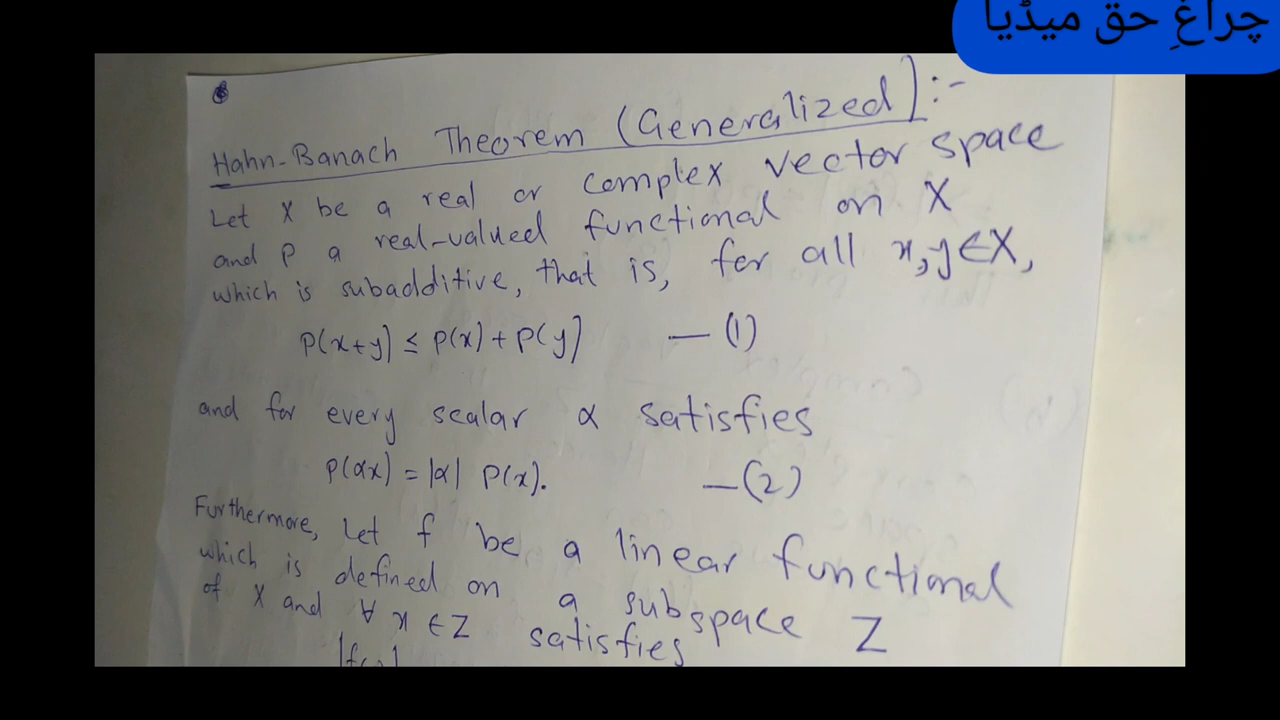 چراغِ حق میڈیا
Hahn-Banach Theorem (Generalized):-
Let X be a real or complex vector space
and p a real-valued functional on X
which is subadditive, that is, for all x,y∈X,
p(x+y) ≤ p(x) + p(y) — (1)
and for every scalar α satisfies
p(αx) = |α| p(x). — (2)
Furthermore, Let f be a linear functional
which is defined on a subspace Z
of X and ∀ x ∈ Z satisfies